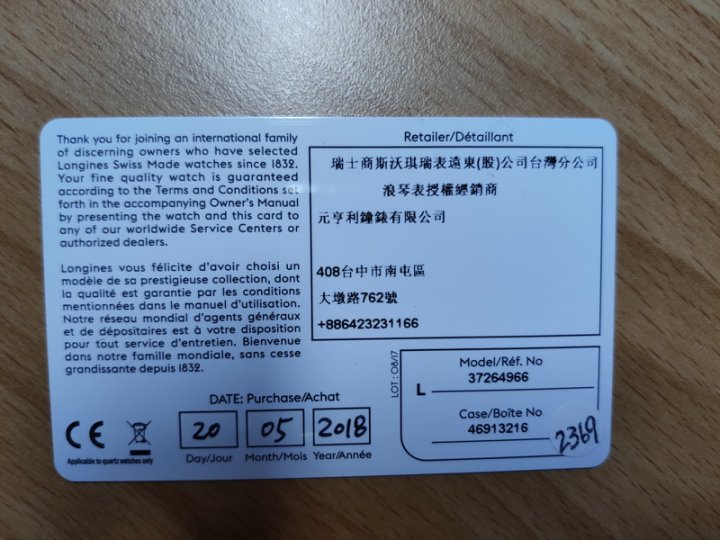 Thank you for joining an international family
of discerning owners who have selected
Longines Swiss Made watches since 1832.
Your fine quality watch is guaranteed
according to the Terms and Conditions set
forth in the accompanying Owner's Manual
by presenting the watch and this card to
any of our worldwide Service Centers or
authorized dealers.
Longines vous félicite d'avoir choisi un
modèle de sa prestigieuse collection, dont
la qualité est garantie par les conditions
mentionnées dans le manuel d'utilisation.
Notre réseau mondial d'agents généraux
et de dépositaires est à votre disposition
pour tout service d'entretien. Bienvenue
dans notre famille mondiale, sans cesse
grandissante depuis 1832.
Retailer/Détaillant
瑞士商斯沃琪瑞表遠東(股)公司台灣分公司
浪琴表授權經銷商
元亨利鐘錶有限公司
408台中市南屯區
大墩路762號
+886423231166
LOT : 08/17
L
Model/Réf. No
37264966
Case/Boîte No
46913216
2369
DATE: Purchase/Achat
20 05 2018
Day/Jour Month/Mois Year/Année
CE
Applicable to quartz watches only